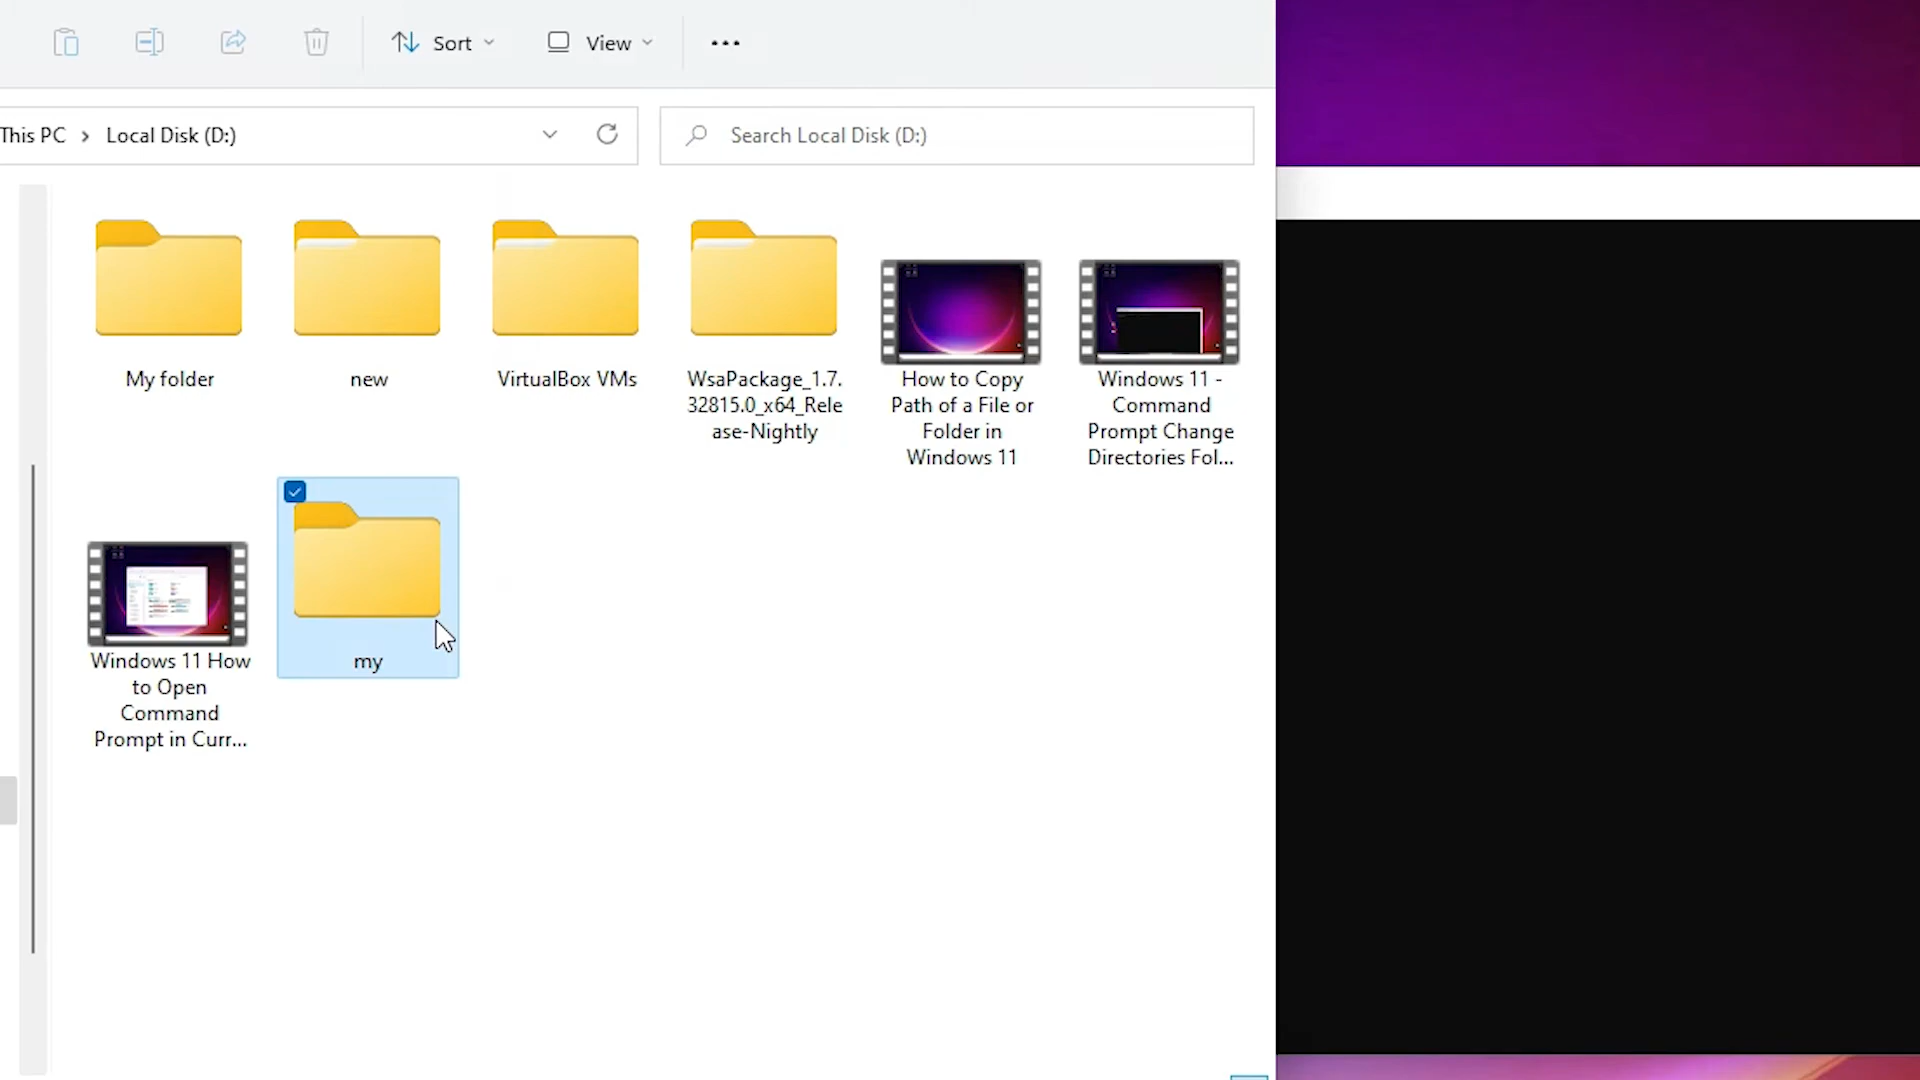 Sort
View
This PC > Local Disk (D:)
Search Local Disk (D:)
My folder
new
VirtualBox VMs
WsaPackage_1.7.
32815.0_x64_Rele
ase-Nightly
How to Copy
Path of a File or
Folder in
Windows 11
Windows 11 -
Command
Prompt Change
Directories Fol...
Windows 11 How
to Open
Command
Prompt in Curr...
my